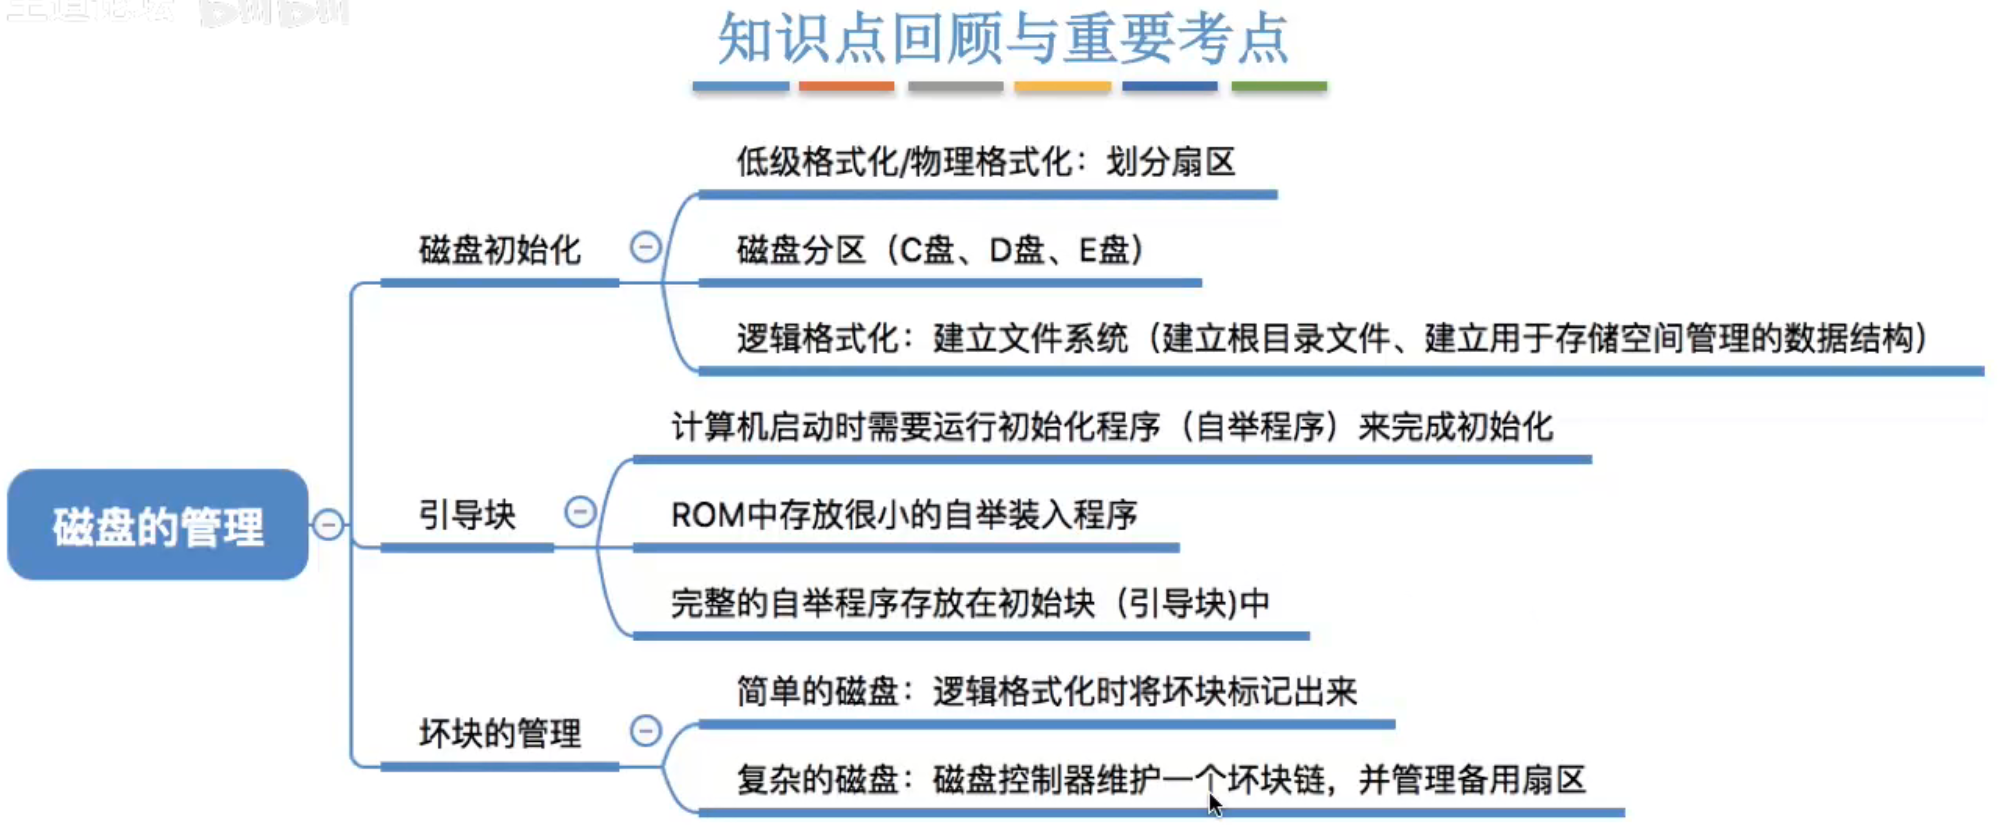 知识点回顾与重要考点
低级格式化/物理格式化：划分扇区
磁盘初始化
磁盘分区（C盘、D盘、E盘）
逻辑格式化：建立文件系统（建立根目录文件、建立用于存储空间管理的数据结构）
计算机启动时需要运行初始化程序（自举程序）来完成初始化
磁盘的管理
引导块
ROM中存放很小的自举装入程序
完整的自举程序存放在初始块（引导块)中
简单的磁盘：逻辑格式化时将坏块标记出来
坏块的管理
复杂的磁盘：磁盘控制器维护一个坏块链，并管理备用扇区